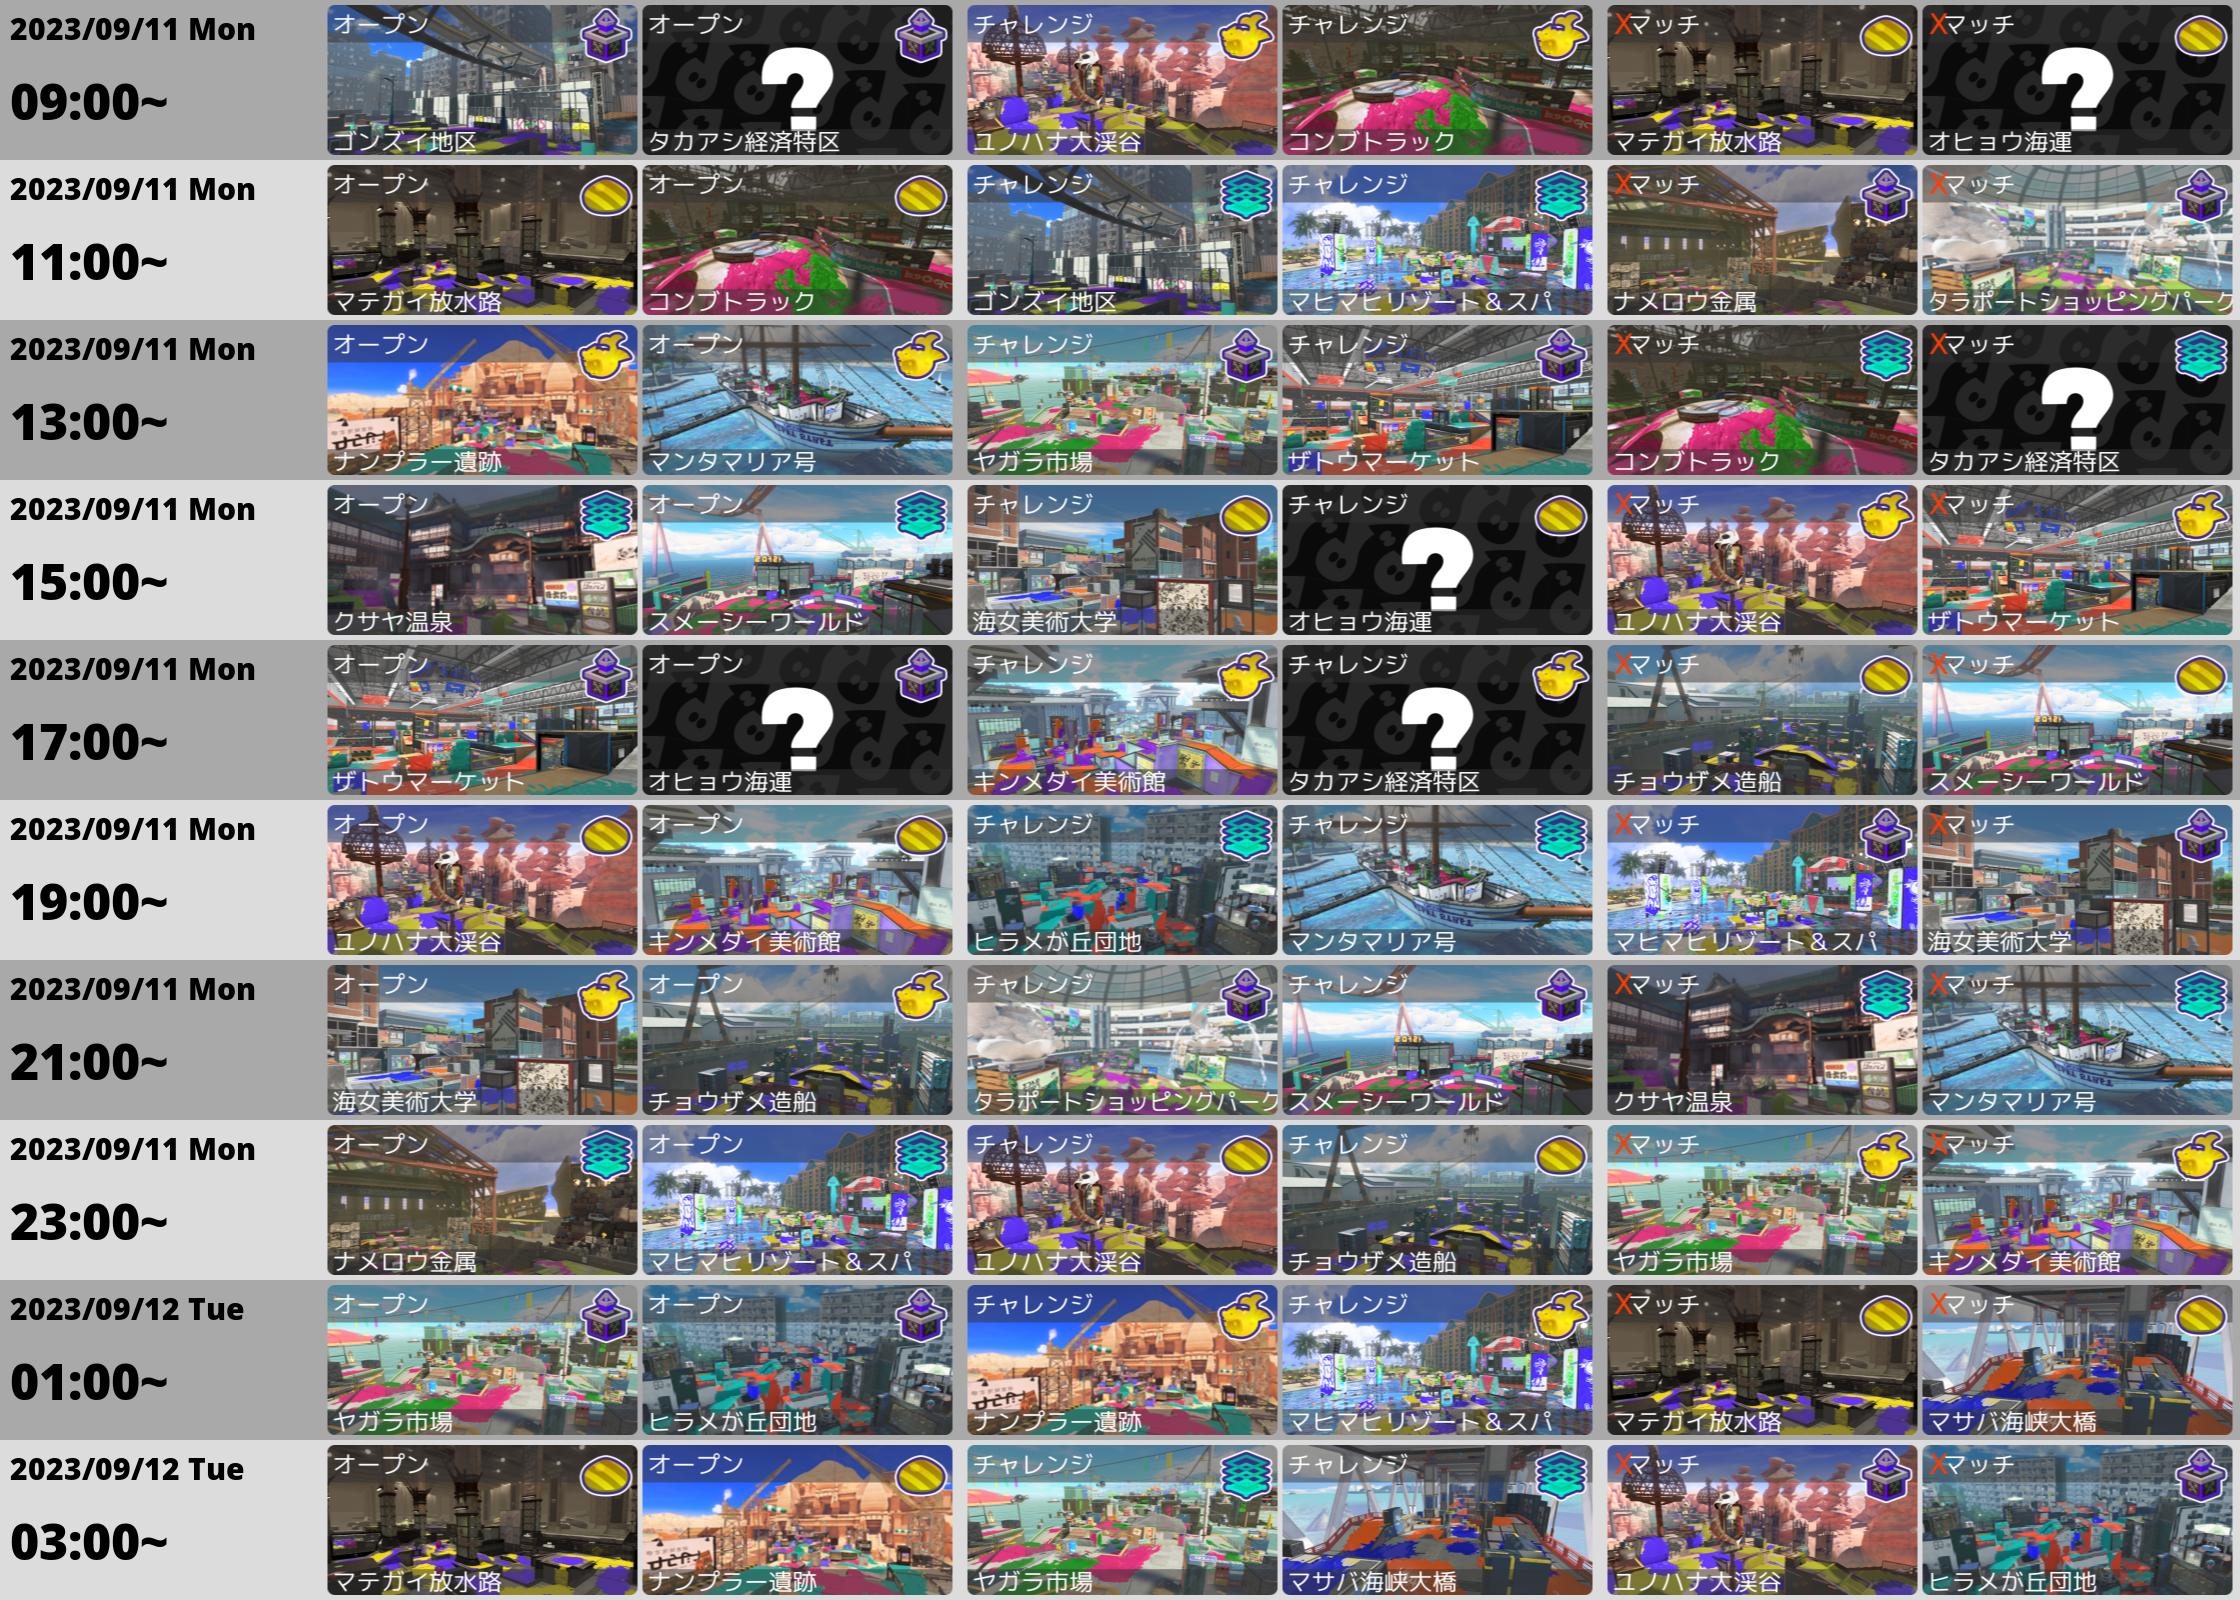 2023/09/11 Mon
09:00~
オープン
ゴンズイ地区
オープン
タカアシ経済特区
チャレンジ
ユノハナ大渓谷
チャレンジ
コンブトラック
Xマッチ
マテガイ放水路
Xマッチ
オヒョウ海運
2023/09/11 Mon
11:00~
オープン
マテガイ放水路
オープン
コンブトラック
チャレンジ
ゴンズイ地区
チャレンジ
マヒマヒリゾート＆スパ
Xマッチ
ナメロウ金属
Xマッチ
タラポートショッピングパーク
2023/09/11 Mon
13:00~
オープン
ナンプラー遺跡
オープン
マンタマリア号
チャレンジ
ヤガラ市場
チャレンジ
ザトウマーケット
Xマッチ
コンブトラック
Xマッチ
タカアシ経済特区
2023/09/11 Mon
15:00~
オープン
クサヤ温泉
オープン
スメーシーワールド
チャレンジ
海女美術大学
チャレンジ
オヒョウ海運
Xマッチ
ユノハナ大渓谷
Xマッチ
ザトウマーケット
2023/09/11 Mon
17:00~
オープン
ザトウマーケット
オープン
オヒョウ海運
チャレンジ
キンメダイ美術館
チャレンジ
タカアシ経済特区
Xマッチ
チョウザメ造船
Xマッチ
スメーシーワールド
2023/09/11 Mon
19:00~
オープン
ユノハナ大渓谷
オープン
キンメダイ美術館
チャレンジ
ヒラメが丘団地
チャレンジ
マンタマリア号
Xマッチ
マヒマヒリゾート＆スパ
Xマッチ
海女美術大学
2023/09/11 Mon
21:00~
オープン
海女美術大学
オープン
チョウザメ造船
チャレンジ
タラポートショッピングパーク
チャレンジ
スメーシーワールド
Xマッチ
クサヤ温泉
Xマッチ
マンタマリア号
2023/09/11 Mon
23:00~
オープン
ナメロウ金属
オープン
マヒマヒリゾート＆スパ
チャレンジ
ユノハナ大渓谷
チャレンジ
チョウザメ造船
Xマッチ
ヤガラ市場
Xマッチ
キンメダイ美術館
2023/09/12 Tue
01:00~
オープン
ヤガラ市場
オープン
ヒラメが丘団地
チャレンジ
ナンプラー遺跡
チャレンジ
マヒマヒリゾート＆スパ
Xマッチ
マテガイ放水路
Xマッチ
マサバ海峡大橋
2023/09/12 Tue
03:00~
オープン
マテガイ放水路
オープン
ナンプラー遺跡
チャレンジ
ヤガラ市場
チャレンジ
マサバ海峡大橋
Xマッチ
ユノハナ大渓谷
Xマッチ
ヒラメが丘団地